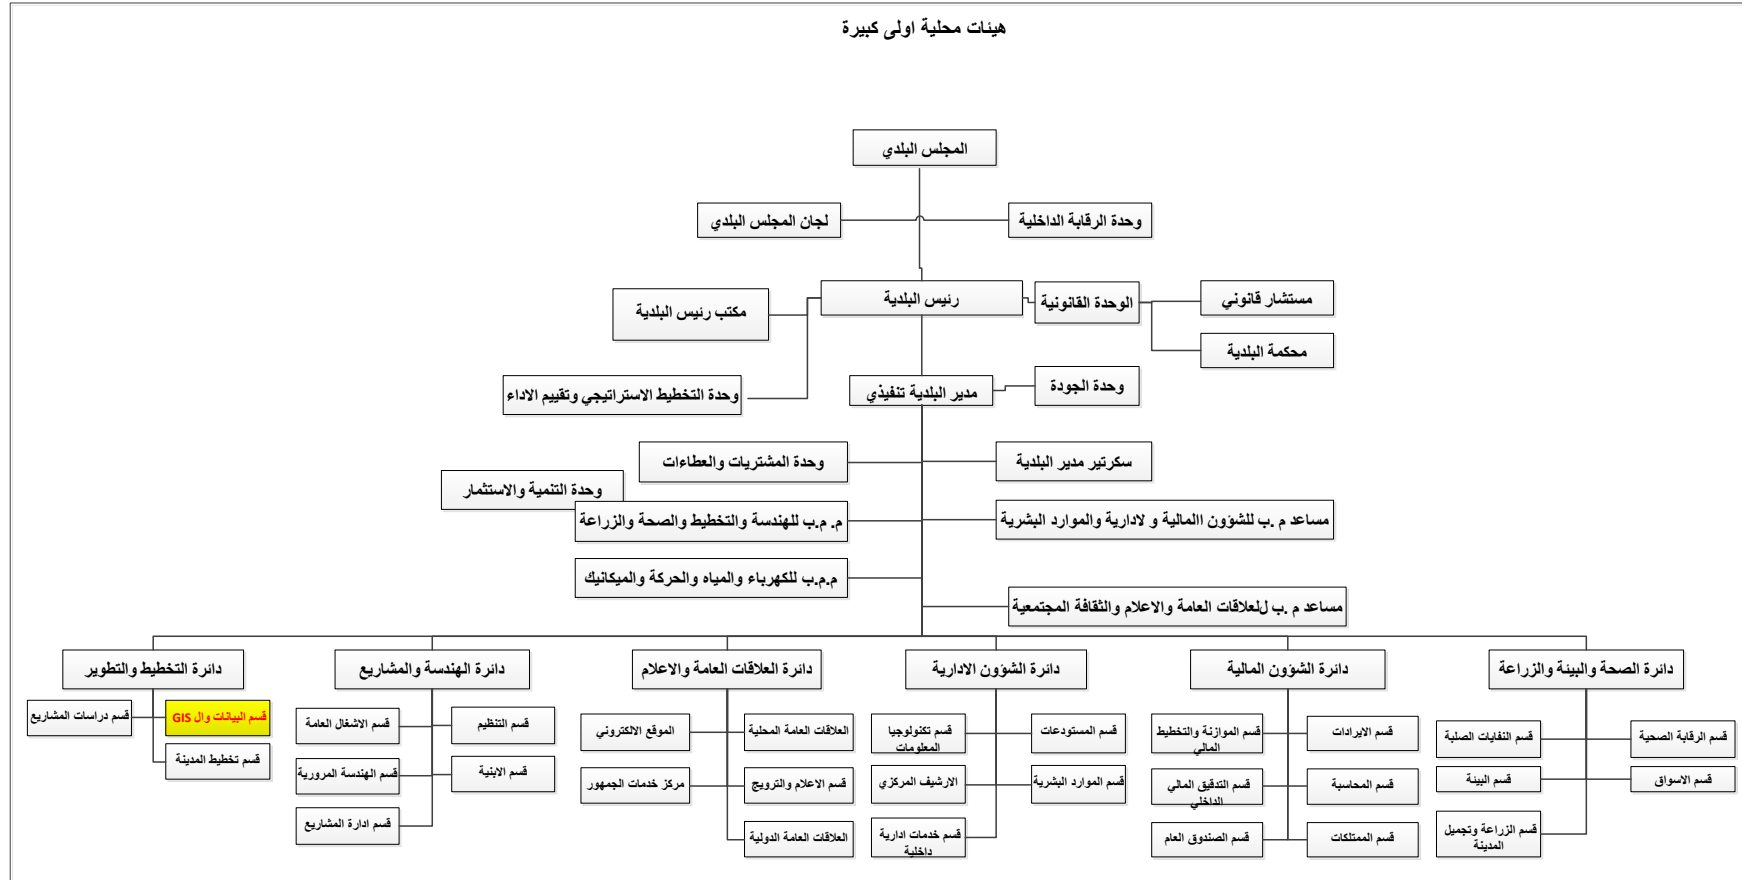 هيئات محلية اولى كبيرة
المجلس البلدي
وحدة الرقابة الداخلية
لجان المجلس البلدي
مستشار قانوني
الوحدة القانونية
رئيس البلدية
مكتب رئيس البلدية
محكمة البلدية
وحدة الجودة
مدير البلدية تنفيذي
وحدة التخطيط الاستراتيجي وتقييم الاداء
سكرتير مدير البلدية
وحدة المشتريات والعطاءات
وحدة التنمية والاستثمار
مساعد م .ب للشؤون االمالية و لادارية والموارد البشرية
م. م.ب للهندسة والتخطيط والصحة والزراعة
م.م.ب للكهرباء والمياه والحركة والميكانيك
مساعد م .ب للعلاقات العامة والاعلام والثقافة المجتمعية
دائرة الصحة والبيئة والزراعة
دائرة الشؤون المالية
دائرة الشؤون الادارية
دائرة العلاقات العامة والاعلام
دائرة الهندسة والمشاريع
دائرة التخطيط والتطوير
قسم الرقابة الصحية
قسم النفايات الصلبة
قسم الاسواق
قسم البيئة
قسم الزراعة وتجميل
المدينة
قسم الايرادات
قسم الموازنة والتخطيط
المالي
قسم المحاسبة
قسم التدقيق المالي
الداخلي
قسم الممتلكات
قسم الصندوق العام
قسم المستودعات
قسم تكنولوجيا
المعلومات
قسم الموارد البشرية
الارشيف المركزي
قسم خدمات ادارية
داخلية
العلاقات العامة المحلية
الموقع الالكتروني
قسم الاعلام والترويج
مركز خدمات الجمهور
العلاقات العامة الدولية
قسم التنظيم
قسم الاشغال العامة
قسم الابنية
قسم الهندسة المرورية
قسم ادارة المشاريع
قسم البيانات وال GIS
قسم دراسات المشاريع
قسم تخطيط المدينة